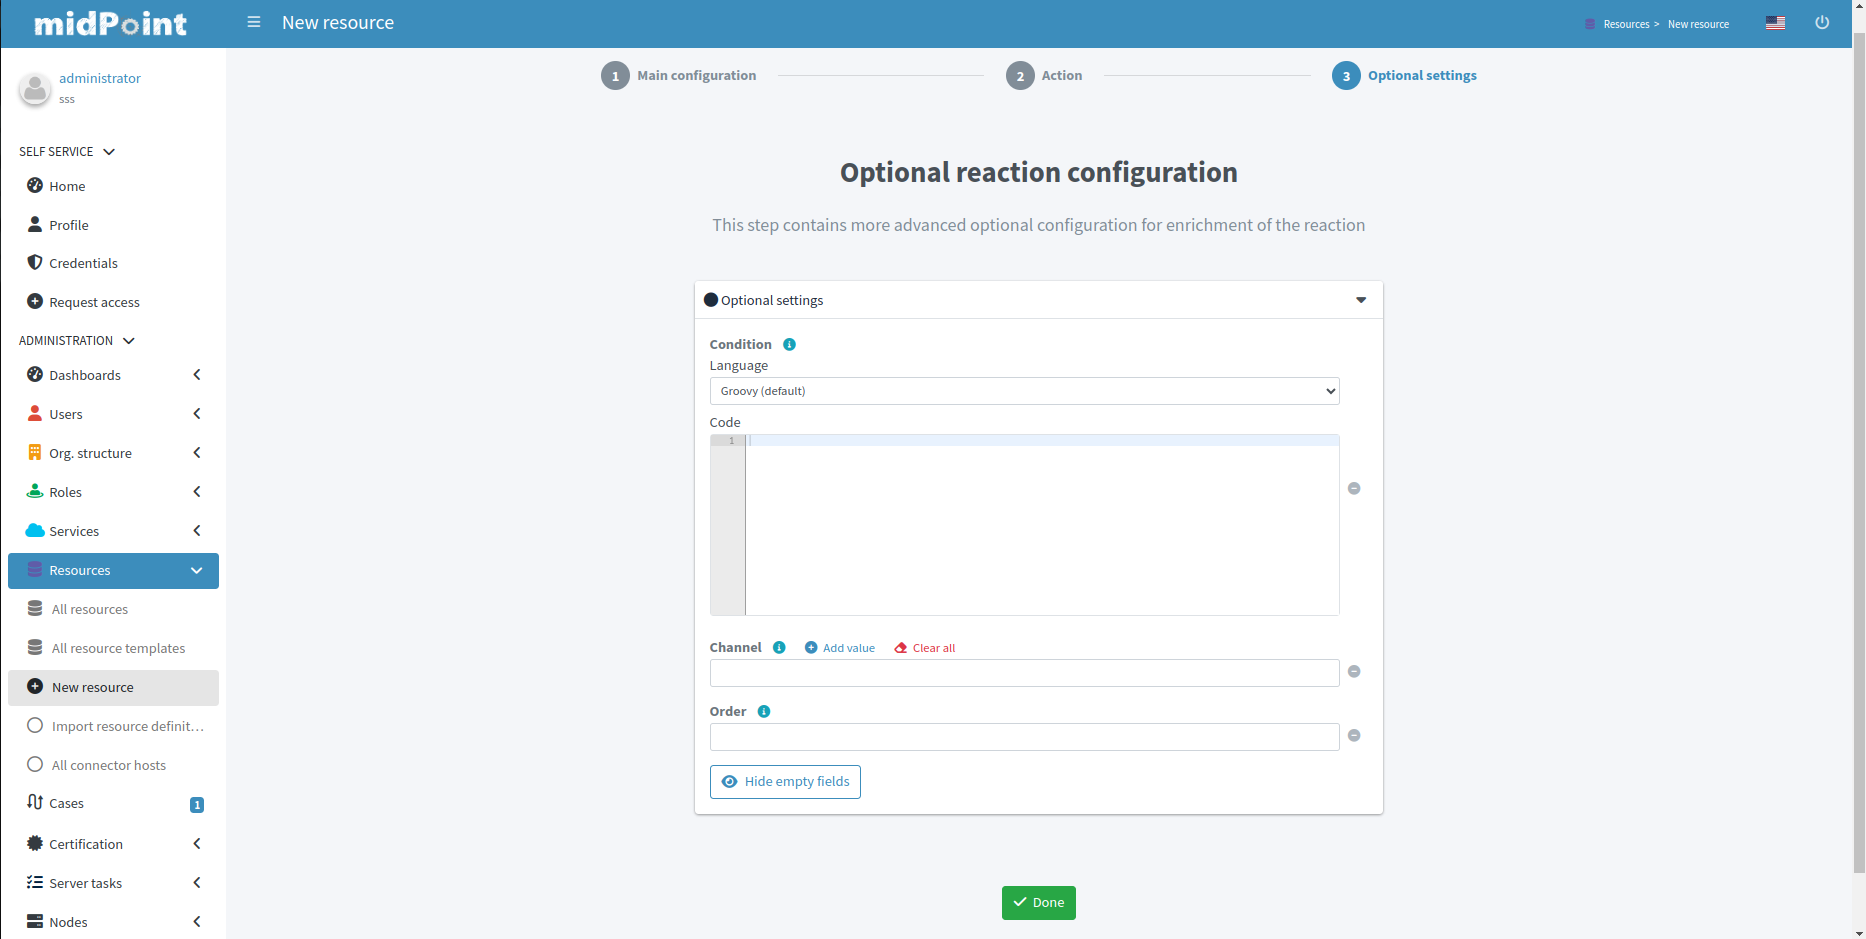 midPoint
New resource
Resources > New resource
administrator
sss
SELF SERVICE
Home
Profile
Credentials
Request access
ADMINISTRATION
Dashboards
Users
Org. structure
Roles
Services
Resources
All resources
All resource templates
New resource
Import resource definit...
All connector hosts
Cases 1
Certification
Server tasks
Nodes
1 Main configuration
2 Action
3 Optional settings
Optional reaction configuration
This step contains more advanced optional configuration for enrichment of the reaction
Optional settings
Condition
Language
Groovy (default)
Code
1
Channel Add value Clear all
Order
Hide empty fields
Done